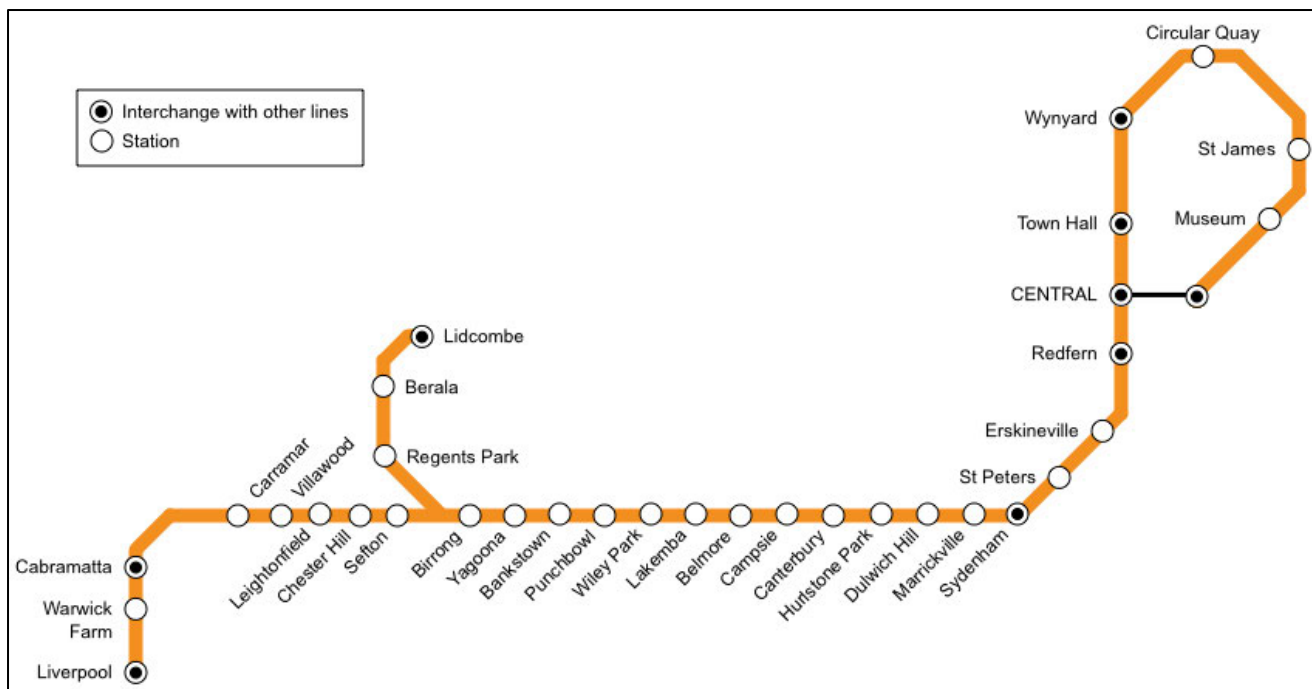 Circular Quay
Interchange with other lines
Station
Wynyard
St James
Town Hall
Museum
CENTRAL
Lidcombe
Redfern
Berala
Erskineville
Regents Park
St Peters
Carramar
Villawood
Leightonfield
Chester Hill
Sefton
Birrong
Yagoona
Bankstown
Punchbowl
Wiley Park
Lakemba
Belmore
Campsie
Canterbury
Hurlstone Park
Dulwich Hill
Marrickville
Sydenham
Cabramatta
Warwick
Farm
Liverpool